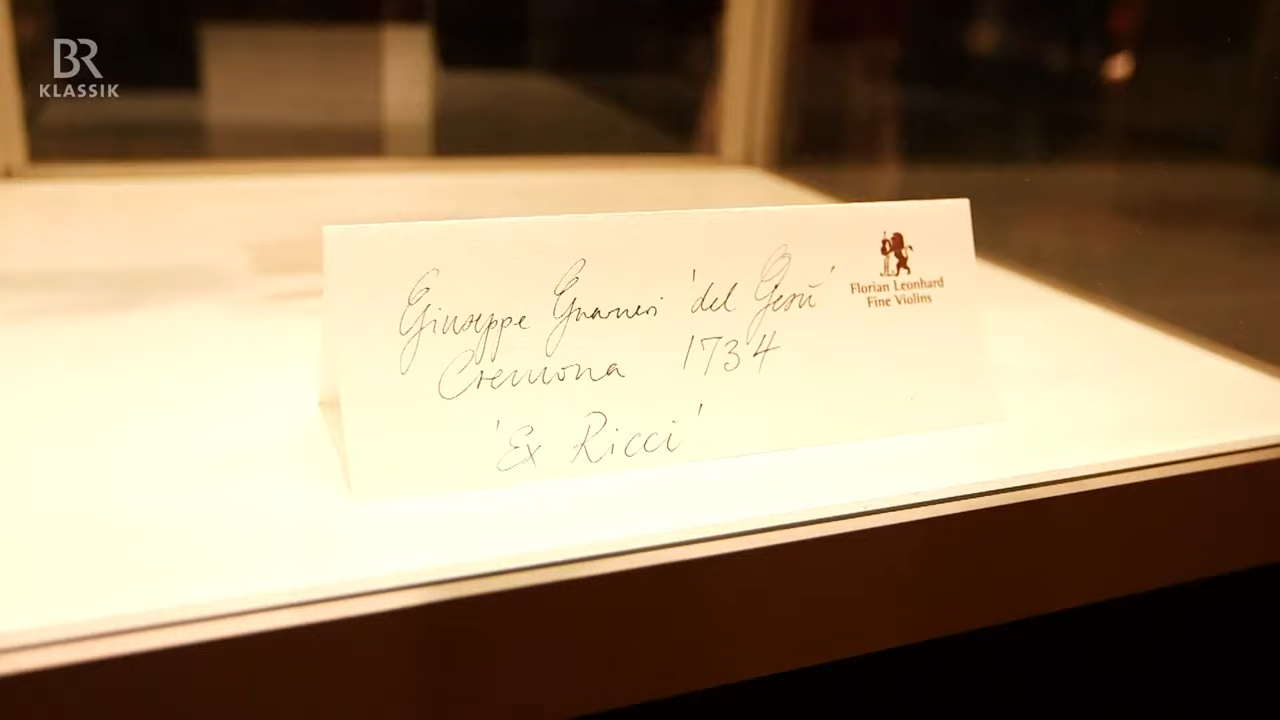 BR
KLASSIK
Giuseppe Guarneri 'del Gesù'
Cremona 1734
'Ex Ricci'
Florian Leonhard
Fine Violins